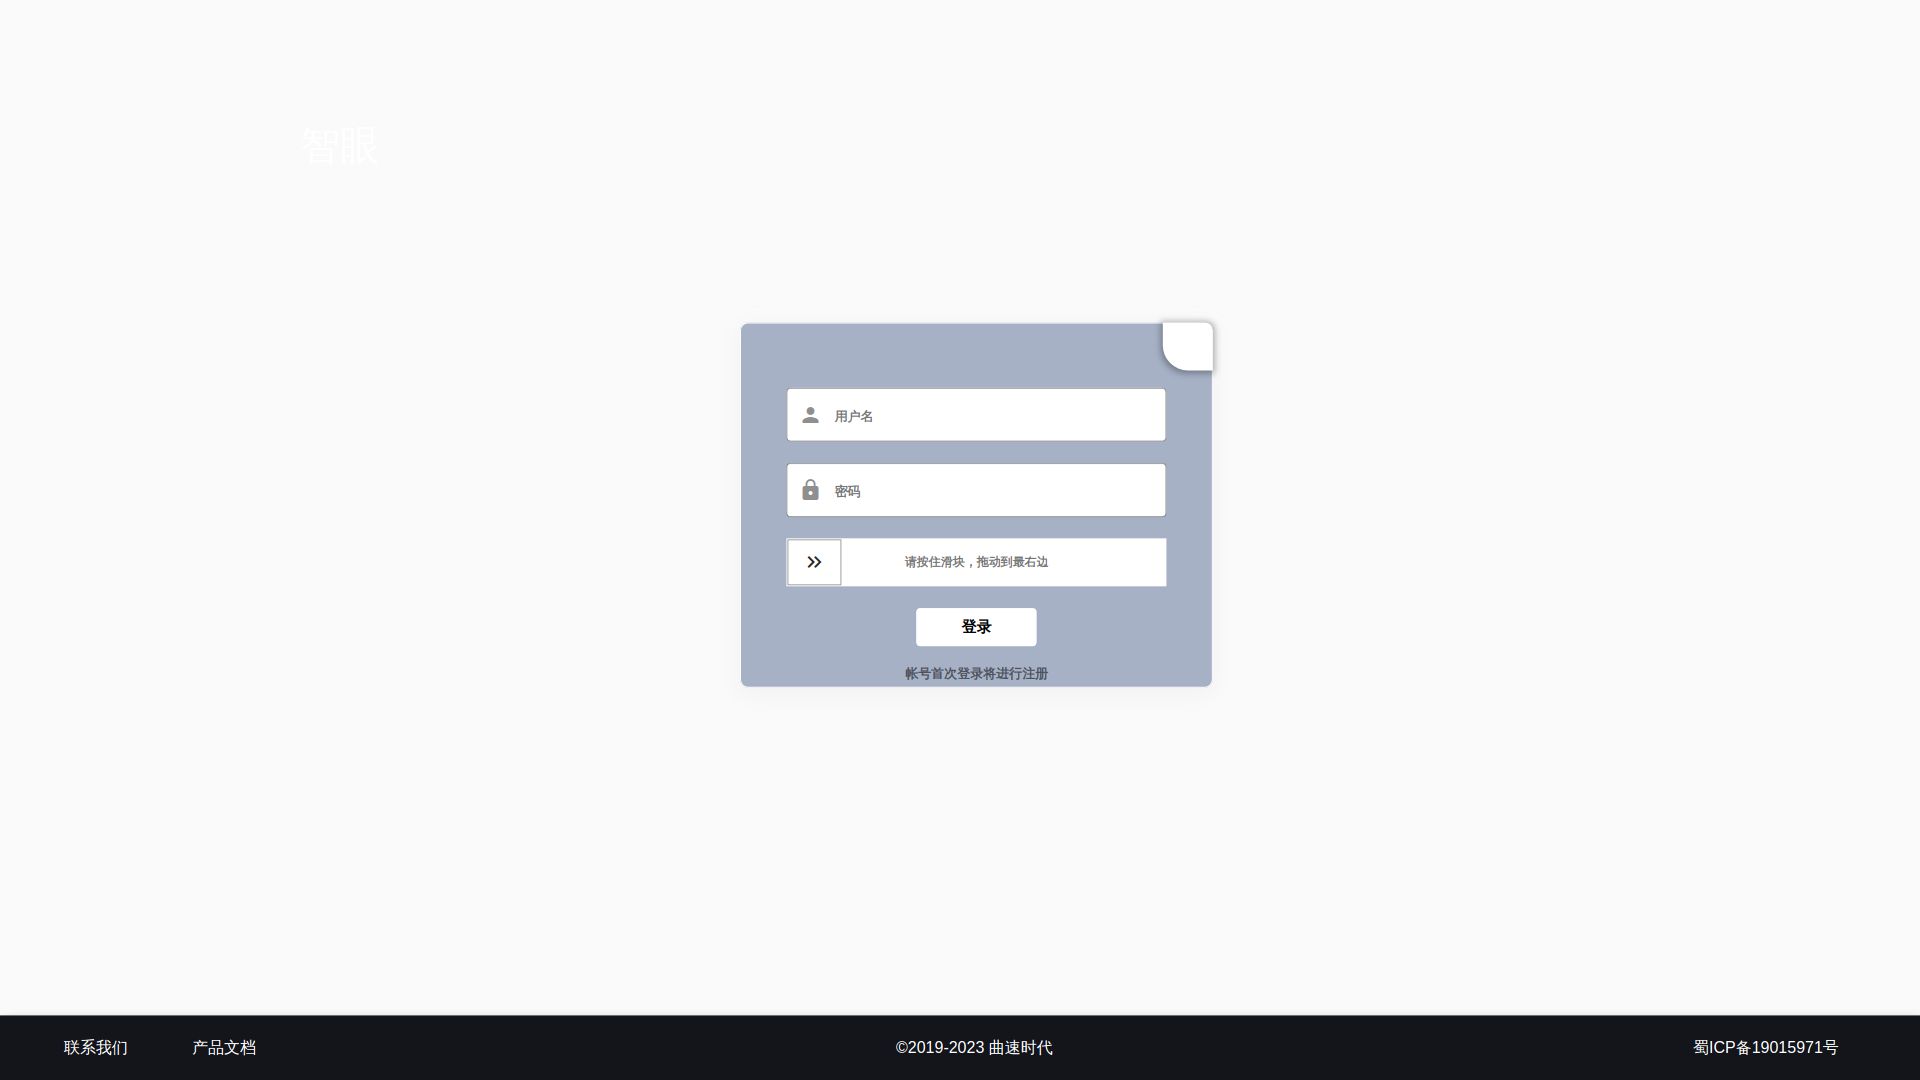 智眼
用户名
密码
请按住滑块，拖动到最右边
登录
帐号首次登录将进行注册
联系我们 产品文档 ©2019-2023 曲速时代 蜀ICP备19015971号